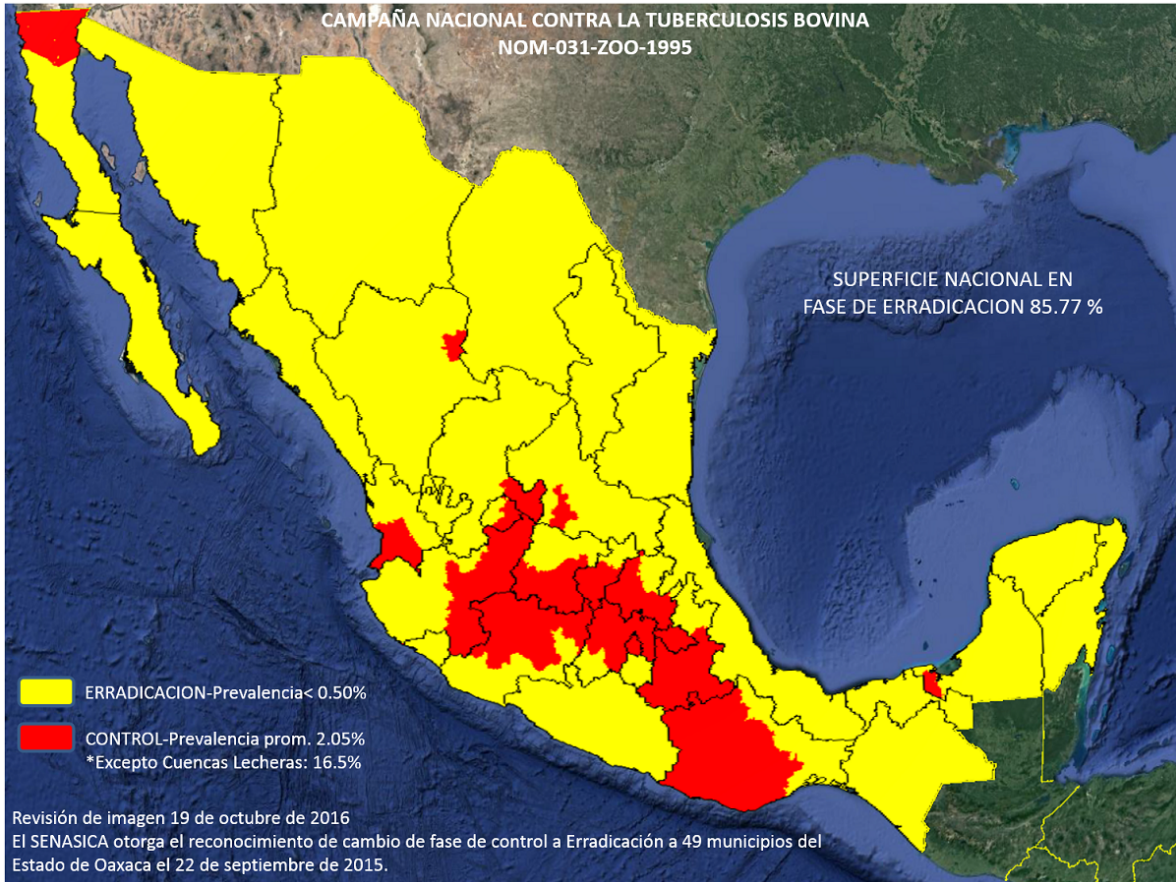 CAMPAÑA NACIONAL CONTRA LA TUBERCULOSIS BOVINA
NOM-031-ZOO-1995
SUPERFICIE NACIONAL EN
FASE DE ERRADICACION 85.77 %
ERRADICACION-Prevalencia< 0.50%
CONTROL-Prevalencia prom. 2.05%
*Excepto Cuencas Lecheras: 16.5%
Revisión de imagen 19 de octubre de 2016
El SENASICA otorga el reconocimiento de cambio de fase de control a Erradicación a 49 municipios del
Estado de Oaxaca el 22 de septiembre de 2015.